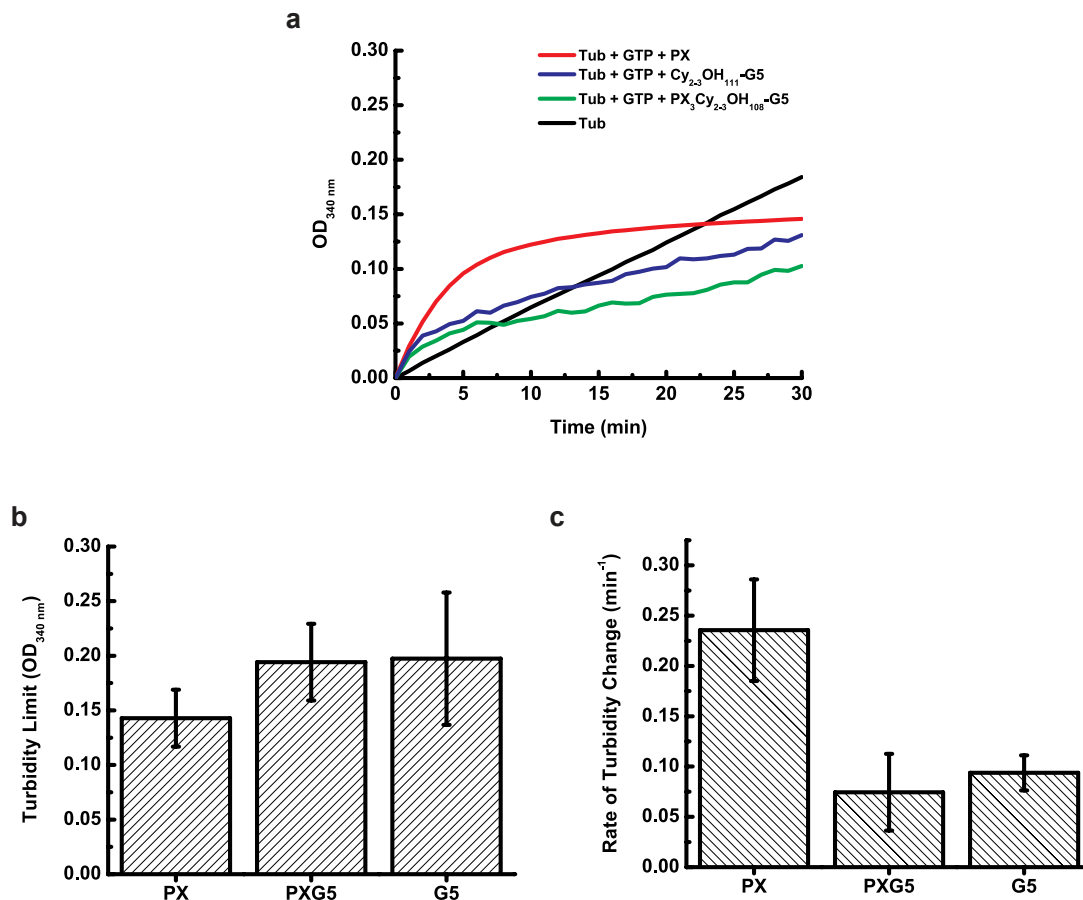 a
0.30
0.25
0.20
0.15
0.10
0.05
0.00
OD340 nm
Tub + GTP + PX
Tub + GTP + Cy2-3OH111-G5
Tub + GTP + PX3Cy2-3OH108-G5
Tub
0 5 10 15 20 25 30
Time (min)
b
0.30
0.25
0.20
0.15
0.10
0.05
0.00
Turbidity Limit (OD340 nm)
PX PXG5 G5
c
0.30
0.25
0.20
0.15
0.10
0.05
0.00
Rate of Turbidity Change (min-1)
PX PXG5 G5